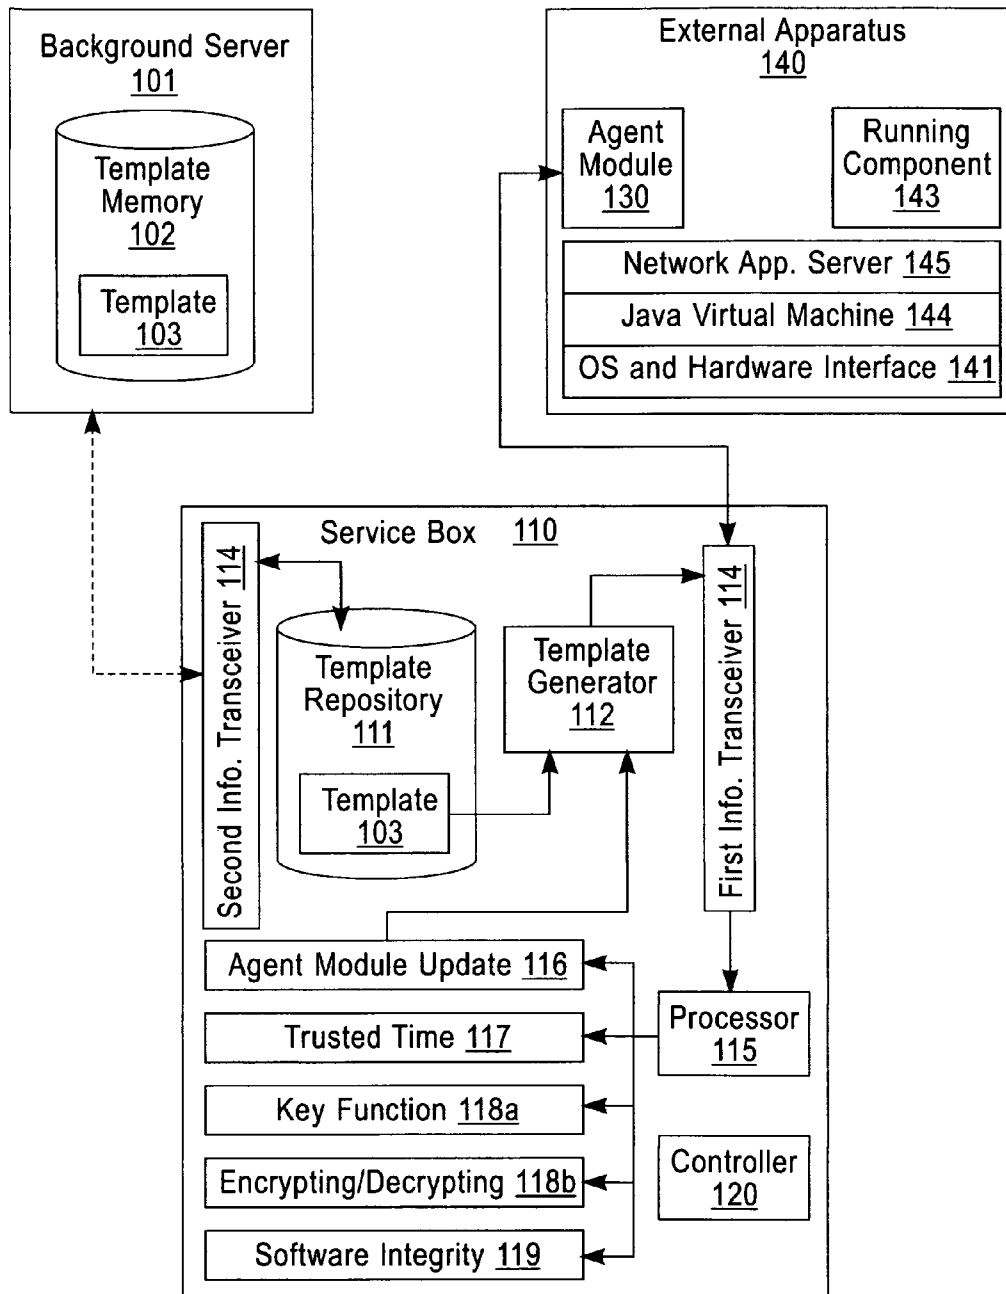 Background Server
101
Template
Memory
102
Template
103
External Apparatus
140
Agent
Module
130
Running
Component
143
Network App. Server 145
Java Virtual Machine 144
OS and Hardware Interface 141
Service Box 110
Second Info. Transceiver 114
Template
Repository
111
Template
103
Template
Generator
112
First Info. Transceiver 114
Agent Module Update 116
Trusted Time 117
Key Function 118a
Encrypting/Decrypting 118b
Software Integrity 119
Processor
115
Controller
120